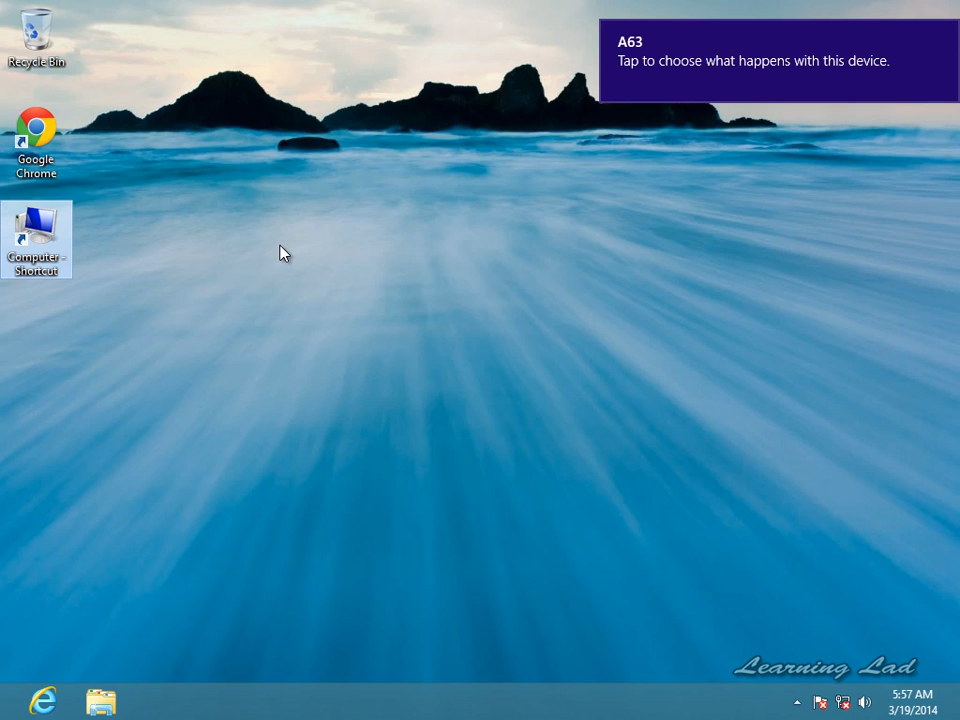 Recycle Bin
A63
Tap to choose what happens with this device.
Google
Chrome
Computer -
Shortcut
Learning Lad
5:57 AM
3/19/2014